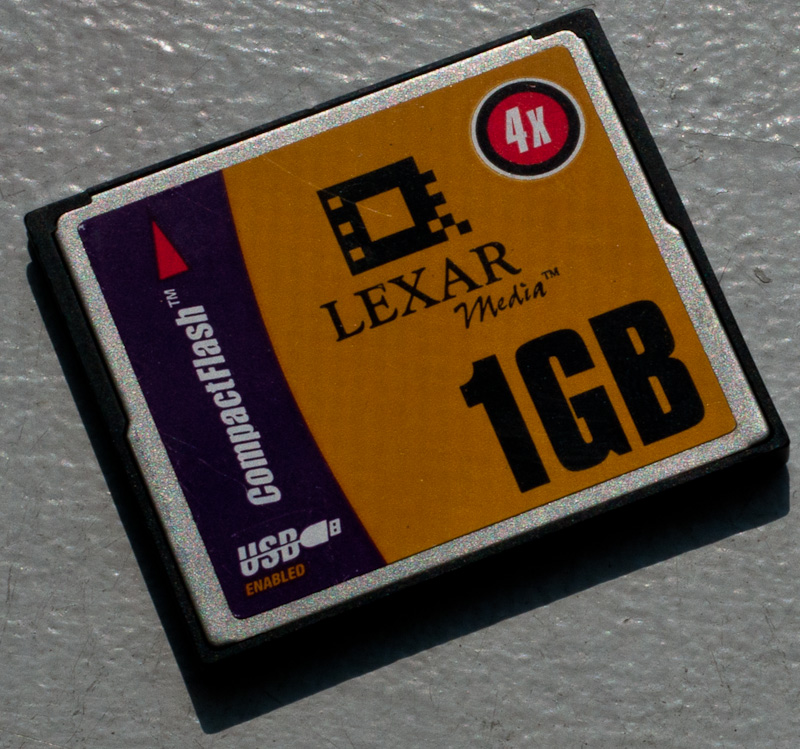 4x
LEXAR
Media™
1GB
CompactFlash™
USB
ENABLED